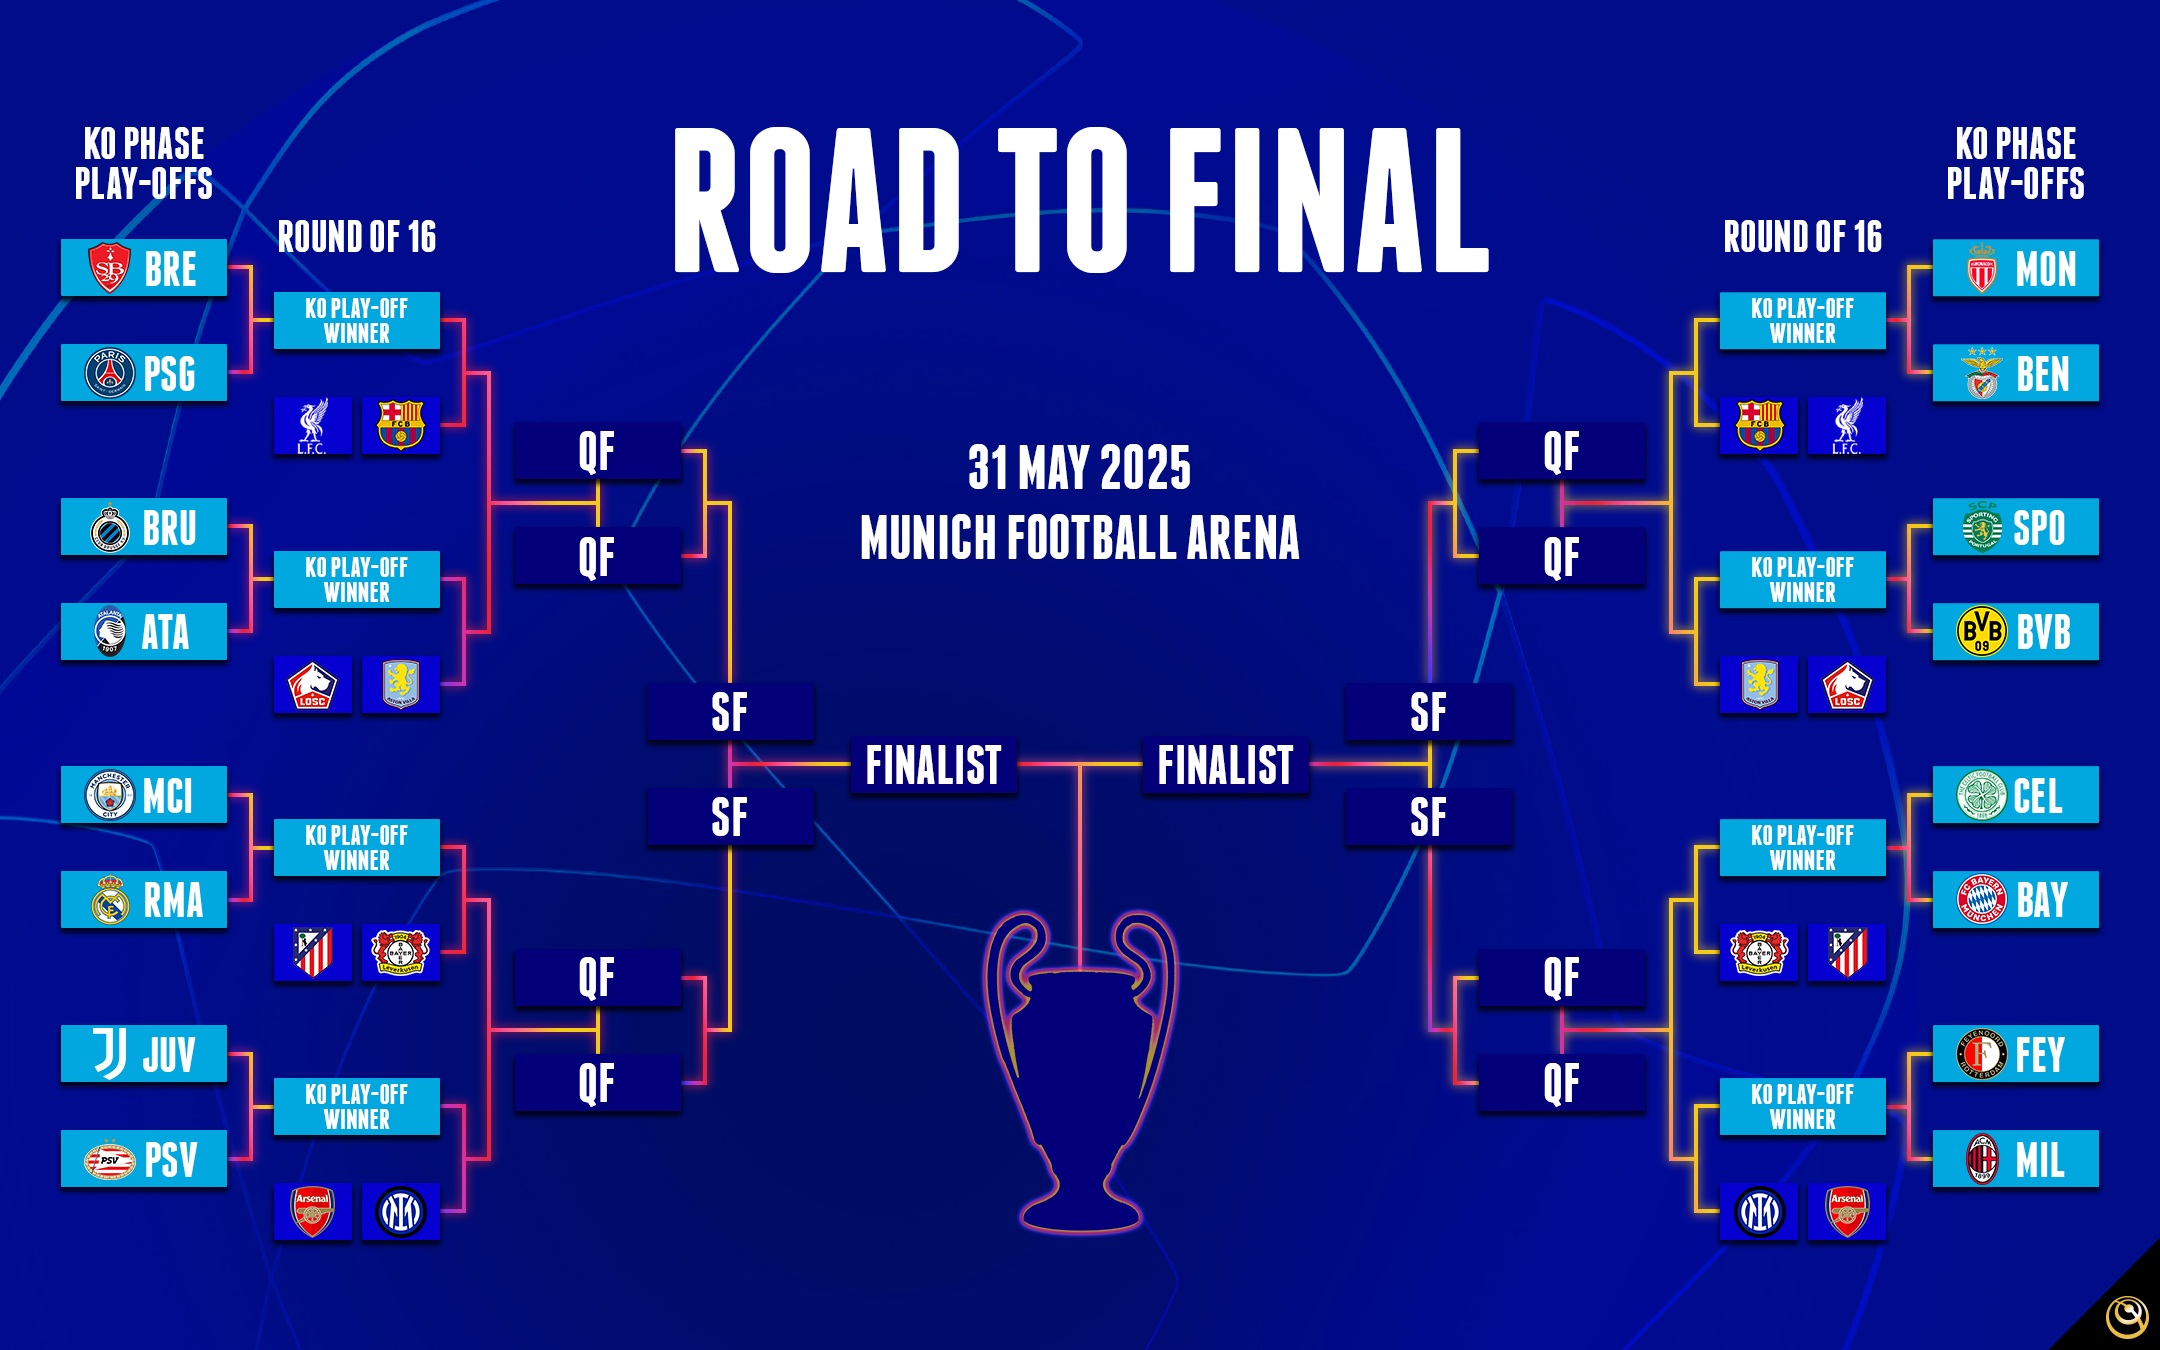 ROAD TO FINAL
31 MAY 2025
MUNICH FOOTBALL ARENA
KO PHASE
PLAY-OFFS
ROUND OF 16
BRE
PSG
KO PLAY-OFF
WINNER
L.F.C.
FCB
BRU
ATA
KO PLAY-OFF
WINNER
LOSC
ASTON VILLA
MCI
RMA
KO PLAY-OFF
WINNER
JUV
PSV
KO PLAY-OFF
WINNER
Arsenal
QF
QF
SF
SF
QF
QF
FINALIST
FINALIST
QF
QF
SF
SF
QF
QF
ROUND OF 16
KO PHASE
PLAY-OFFS
KO PLAY-OFF
WINNER
MON
BEN
FCB
L.F.C.
KO PLAY-OFF
WINNER
SPO
BVB
ASTON VILLA
LOSC
KO PLAY-OFF
WINNER
CEL
BAY
KO PLAY-OFF
WINNER
FEY
MIL
Arsenal